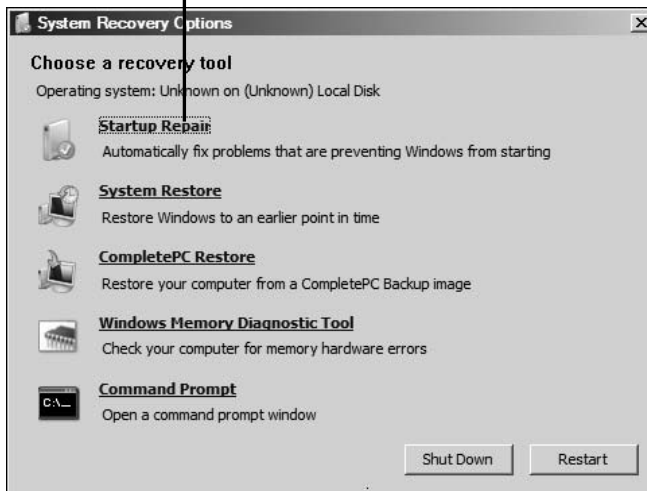 System Recovery Options
Choose a recovery tool
Operating system: Unknown on (Unknown) Local Disk
Startup Repair
Automatically fix problems that are preventing Windows from starting
System Restore
Restore Windows to an earlier point in time
CompletePC Restore
Restore your computer from a CompletePC Backup image
Windows Memory Diagnostic Tool
Check your computer for memory hardware errors
C:\_
Command Prompt
Open a command prompt window
Shut Down
Restart